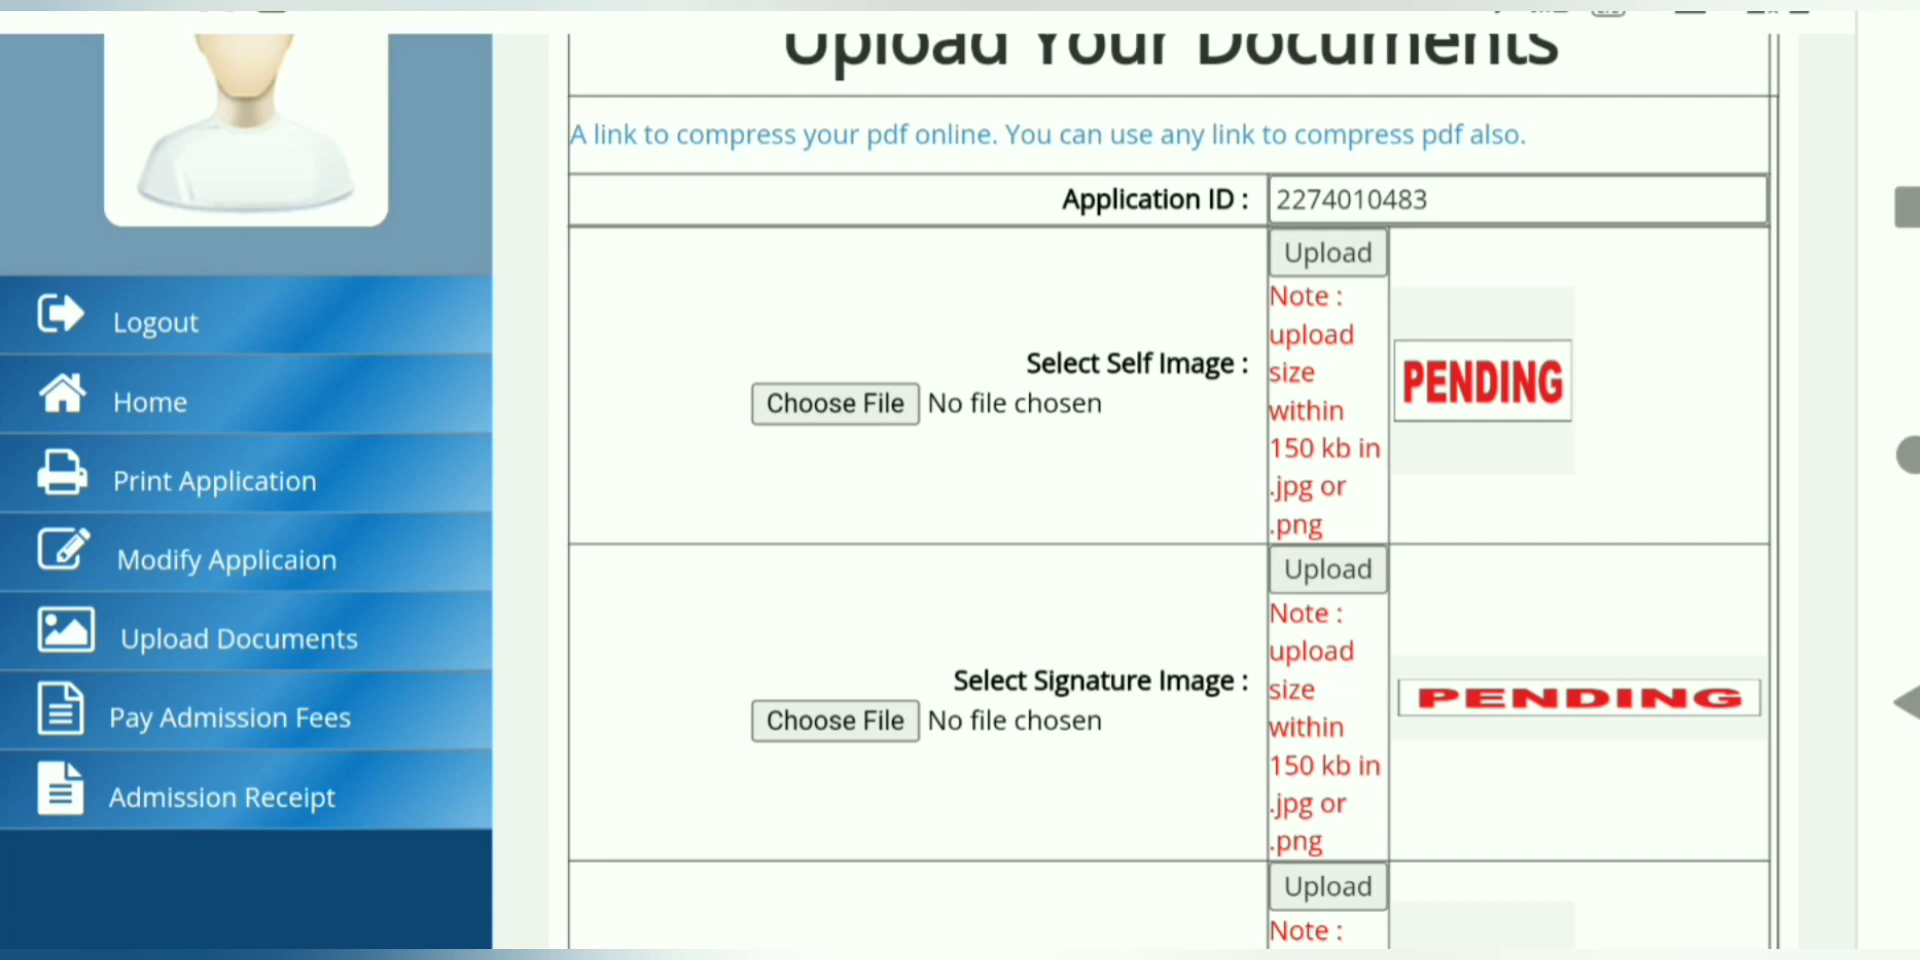 Upload Your Documents
A link to compress your pdf online. You can use any link to compress pdf also.
Application ID : 2274010483
Upload
Note :
upload
size
within
150 kb in
.jpg or
.png
Select Self Image :
Choose File No file chosen
PENDING
Upload
Note :
upload
size
within
150 kb in
.jpg or
.png
Select Signature Image :
Choose File No file chosen
PENDING
Upload
Note :
Logout
Home
Print Application
Modify Applicaion
Upload Documents
Pay Admission Fees
Admission Receipt